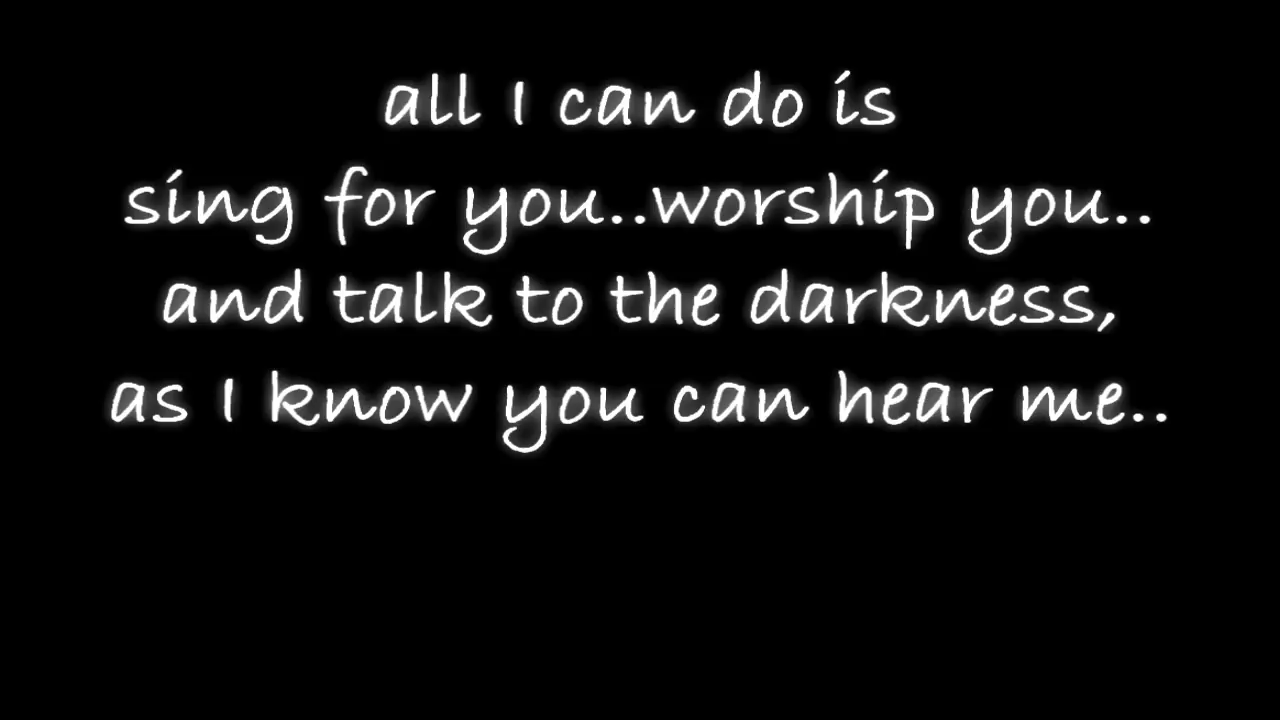 all I can do is
sing for you..worship you..
and talk to the darkness,
as I know you can hear me..